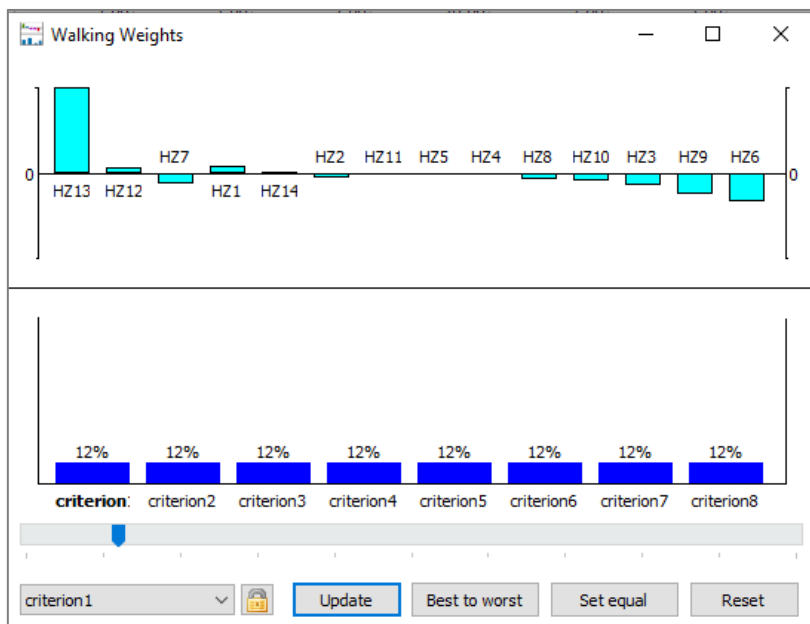 Walking Weights
HZ7 HZ2 HZ11 HZ5 HZ4 HZ8 HZ10 HZ3 HZ9 HZ6
0 0
HZ13 HZ12 HZ1 HZ14
12% 12% 12% 12% 12% 12% 12% 12%
criterion1 criterion2 criterion3 criterion4 criterion5 criterion6 criterion7 criterion8
criterion1 Update Best to worst Set equal Reset